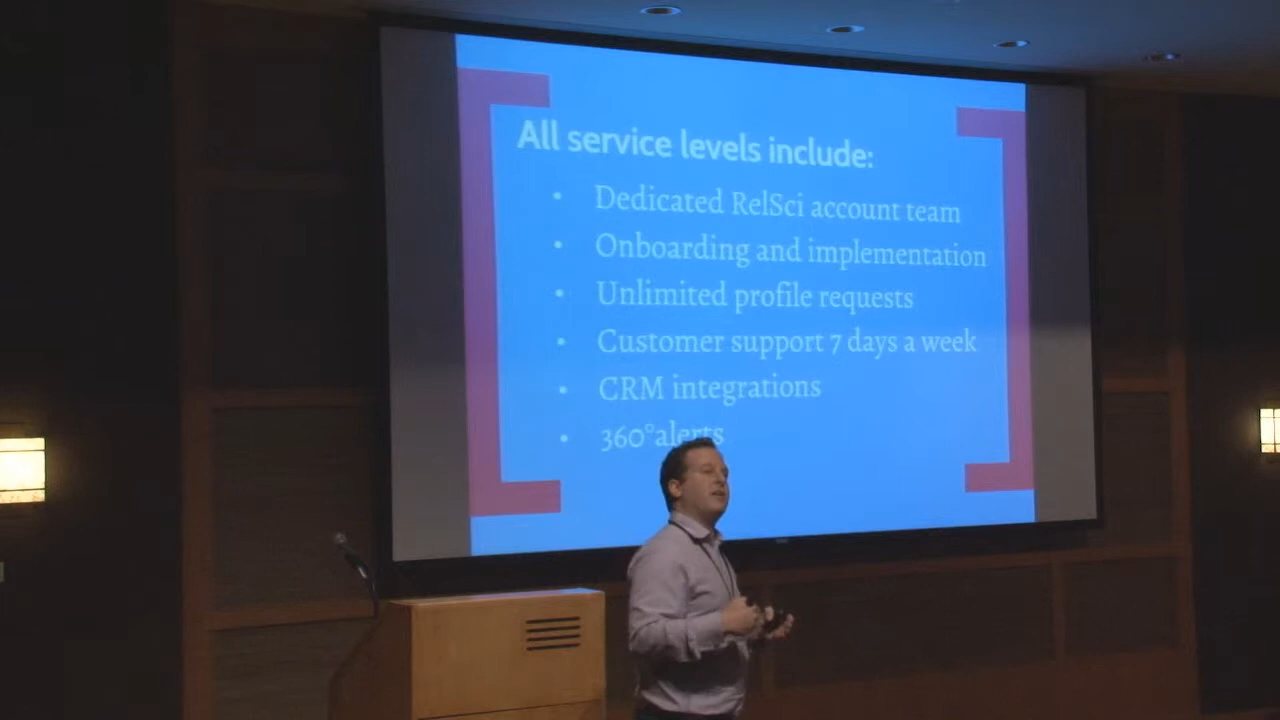 All service levels include:
• Dedicated RelSci account team
• Onboarding and implementation
• Unlimited profile requests
• Customer support 7 days a week
• CRM integrations
• 360°alerts